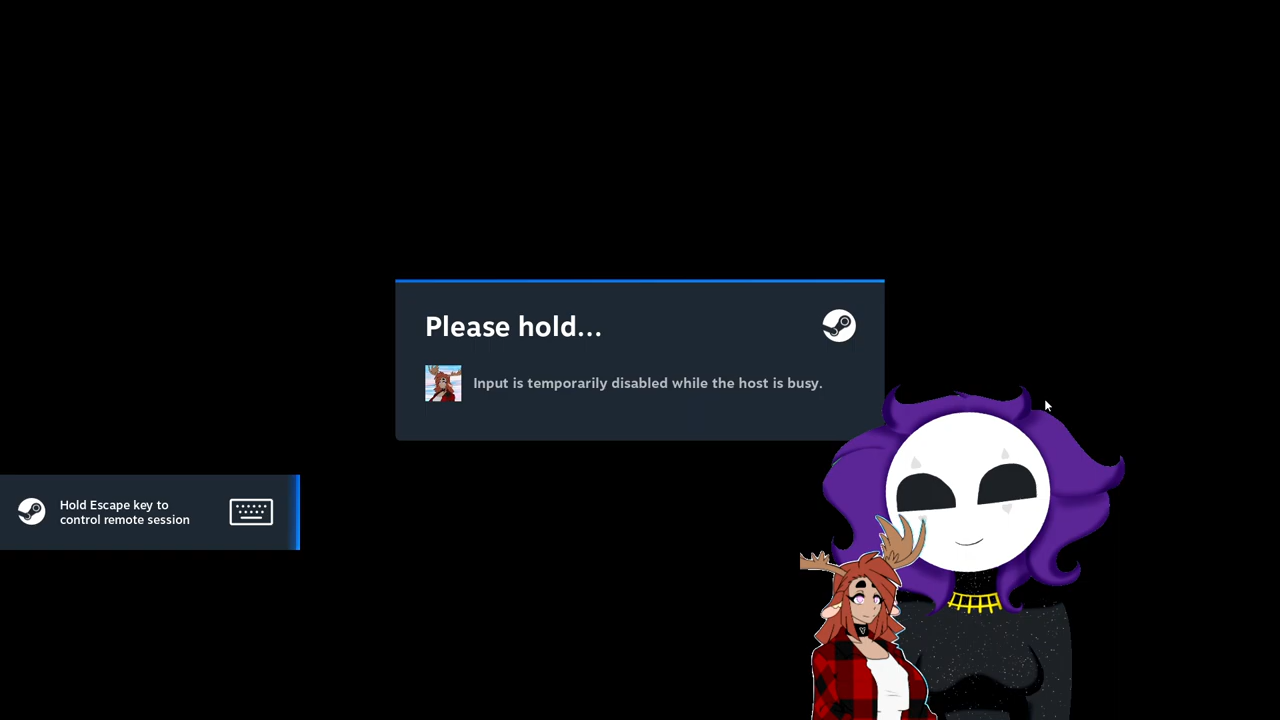 Please hold...
Input is temporarily disabled while the host is busy.
Hold Escape key to
control remote session